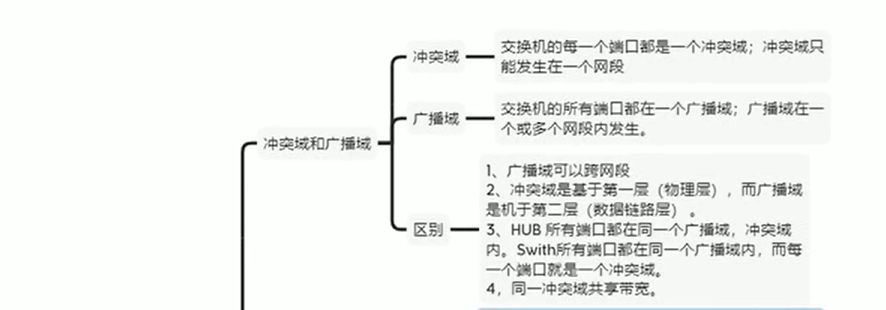 冲突域和广播域
冲突域
交换机的每一个端口都是一个冲突域；冲突域只
能发生在一个网段
广播域
交换机的所有端口都在一个广播域；广播域在一
个或多个网段内发生。
区别
1、广播域可以跨网段
2、冲突域是基于第一层（物理层），而广播域
是机于第二层（数据链路层）。
3、HUB 所有端口都在同一个广播域，冲突域
内。Swith所有端口都在同一个广播域内，而每
一个端口就是一个冲突域。
4，同一冲突域共享带宽。